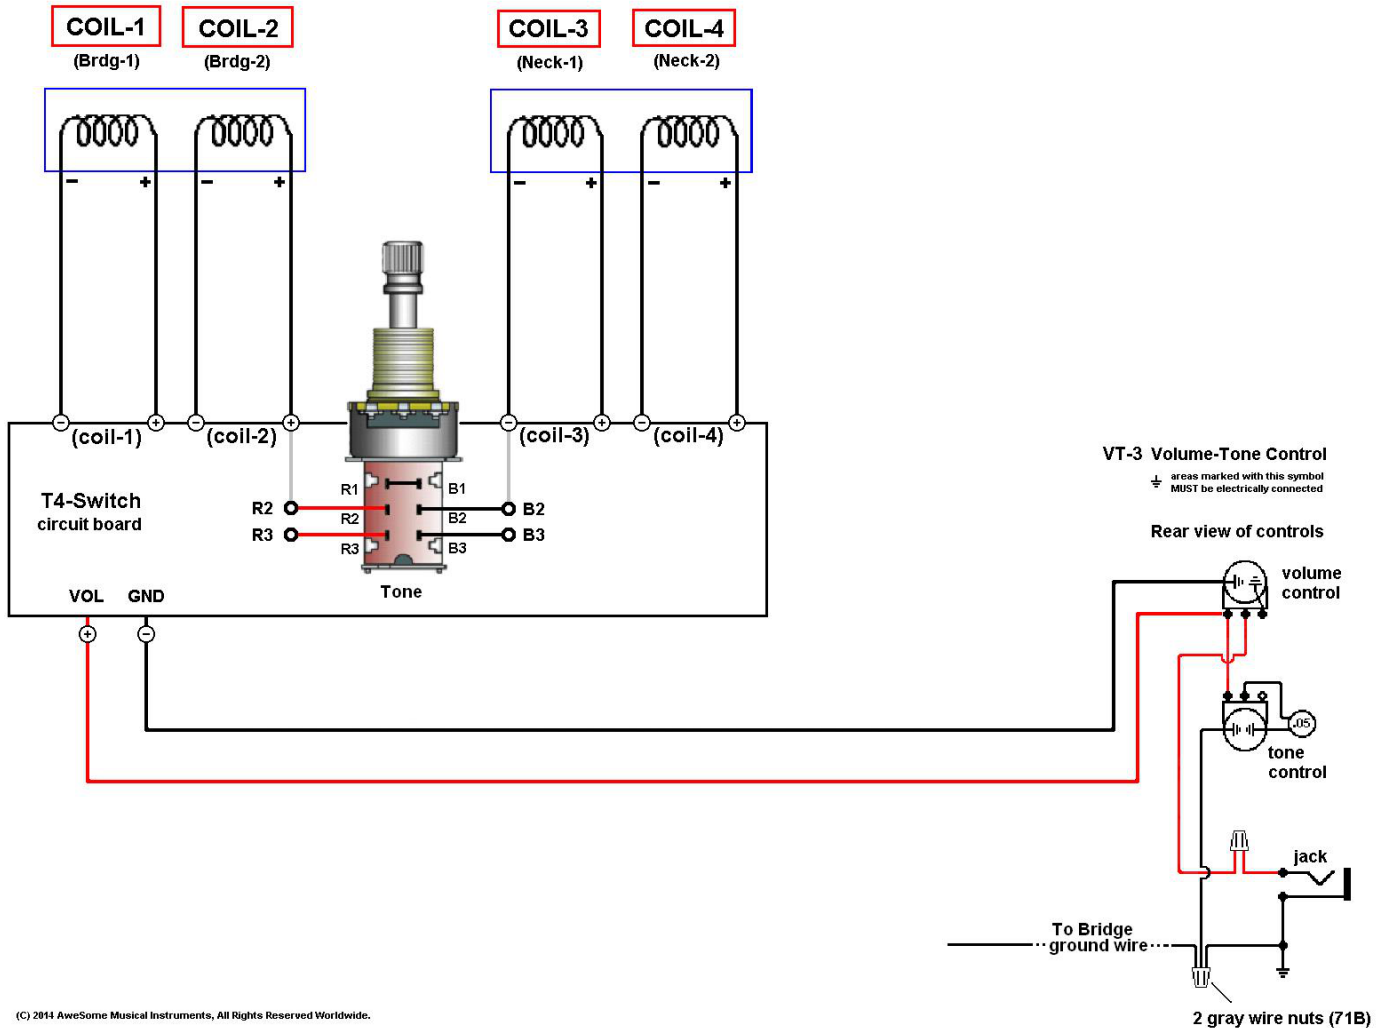 COIL-1 COIL-2 COIL-3 COIL-4
(Brdg-1) (Brdg-2) (Neck-1) (Neck-2)
− + − + − + − +
− + − + − + − +
(coil-1) (coil-2) (coil-3) (coil-4)
T4-Switch
circuit board
R1 B1
R2 R2 B2 B2
R3 R3 B3 B3
Tone
VOL GND
+ −
VT-3 Volume-Tone Control
areas marked with this symbol
MUST be electrically connected
Rear view of controls
volume
control
.05
tone
control
jack
To Bridge
ground wire
2 gray wire nuts (71B)
(C) 2014 AweSome Musical Instruments, All Rights Reserved Worldwide.